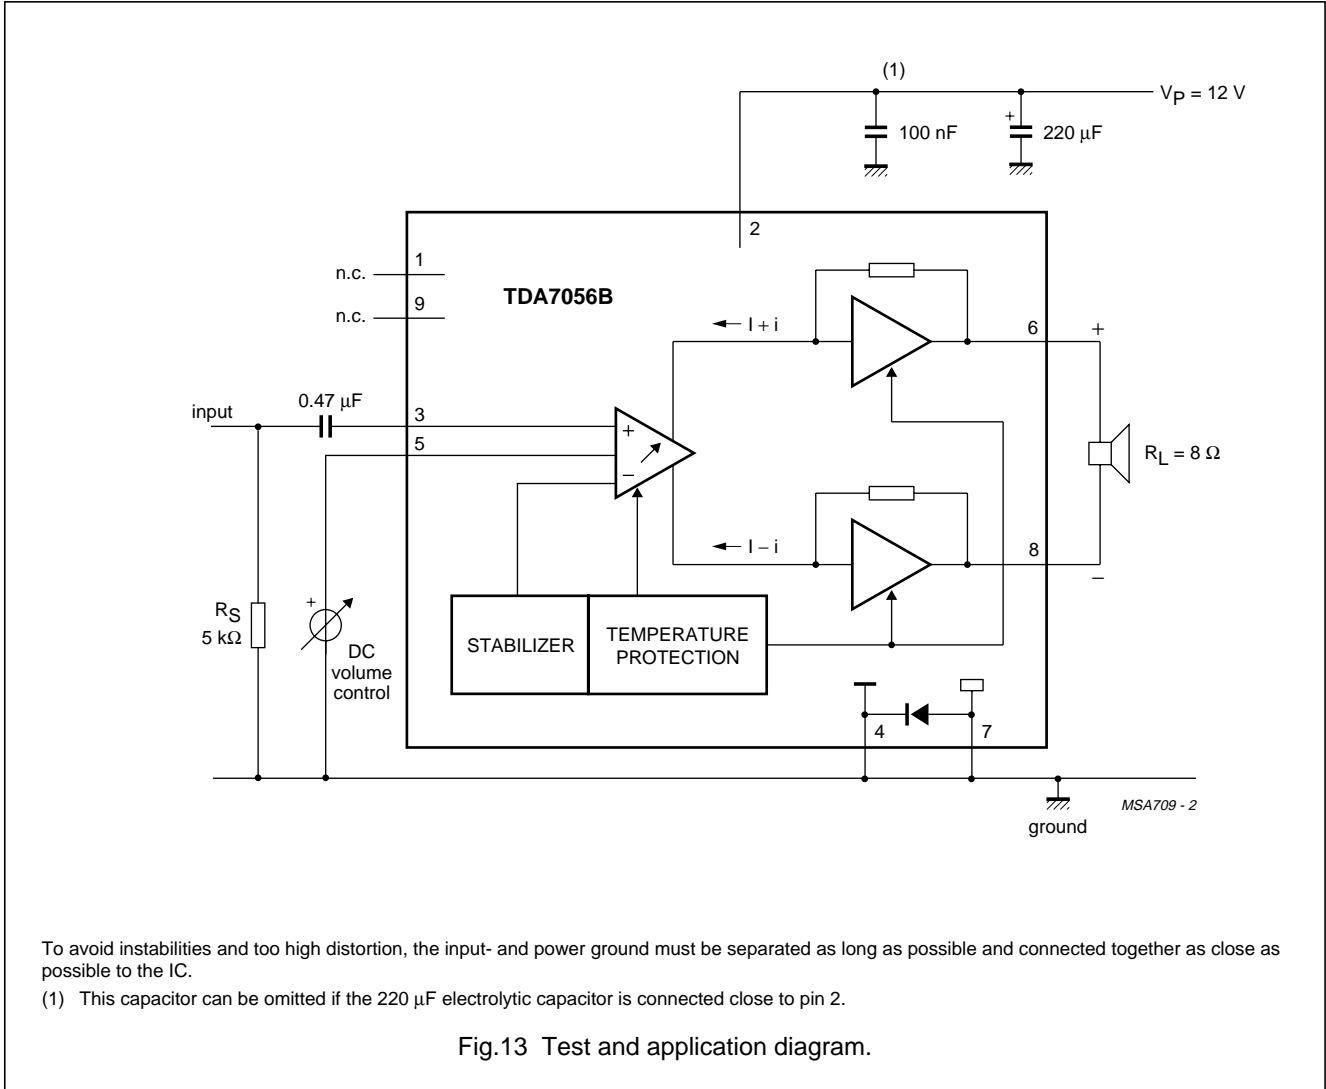 (1)
VP = 12 V
100 nF
+
220 μF
2
1
n.c.
TDA7056B
9
n.c.
I + i
6
+
0.47 μF
input
3
+
5
−
RL = 8 Ω
I − i
8
−
RS
5 kΩ
+
DC
volume
control
STABILIZER
TEMPERATURE
PROTECTION
4
7
MSA709 - 2
ground
To avoid instabilities and too high distortion, the input- and power ground must be separated as long as possible and connected together as close as
possible to the IC.
(1) This capacitor can be omitted if the 220 μF electrolytic capacitor is connected close to pin 2.
Fig.13 Test and application diagram.